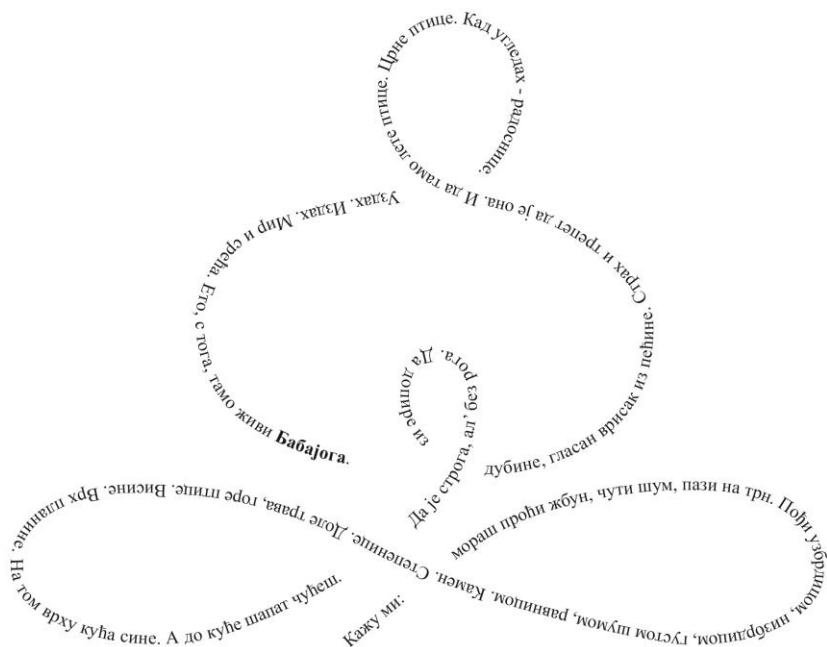 Кажу ми:
мораш проћи жбун, чути шум, пази на трн. Пођи узбрдицом, низбрдицом, густом шумом, равницом. Камен. Степенице. Доле трава, горе птице. Висине. Врх планине. На том врху кућа сине. А до куће шапат чућеш.
Да је строга, ал’ без рога. Да допире из
дубине, гласан врисак из пећине. Страх и трепет да је она. И да тамо лете птице. Црне птице. Кад угледах - радоснице.
Уздах. Издах. Мир и срећа. Ето, с тога, тамо живи Бабајога.